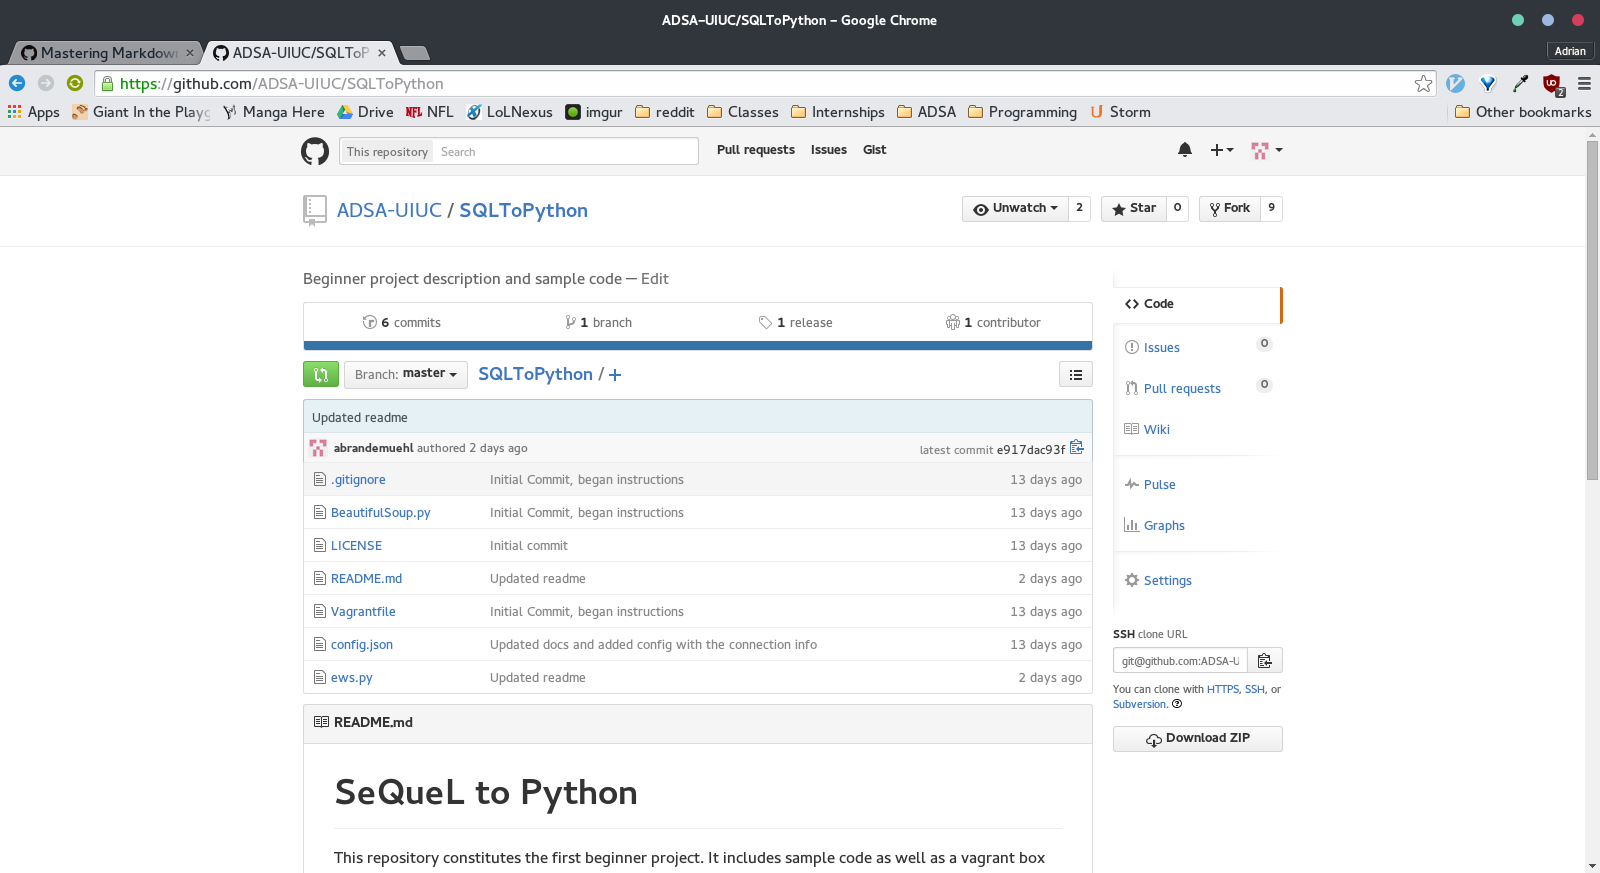 ADSA-UIUC/SQLToPython - Google Chrome
Mastering Markdown
ADSA-UIUC/SQLToP
Adrian
https://github.com/ADSA-UIUC/SQLToPython
2
Apps Giant In the Playg Manga Here Drive NFL NFL LoLNexus imgur reddit Classes Internships ADSA Programming Storm Other bookmarks
This repository Search Pull requests Issues Gist
ADSA-UIUC / SQLToPython Unwatch 2 Star 0 Fork 9
Beginner project description and sample code — Edit
6 commits 1 branch 1 release 1 contributor
Branch: master SQLToPython / +
Updated readme
abrandemuehl authored 2 days ago latest commit e917dac93f
.gitignore Initial Commit, began instructions 13 days ago
BeautifulSoup.py Initial Commit, began instructions 13 days ago
LICENSE Initial commit 13 days ago
README.md Updated readme 2 days ago
Vagrantfile Initial Commit, began instructions 13 days ago
config.json Updated docs and added config with the connection info 13 days ago
ews.py Updated readme 2 days ago
README.md
SeQueL to Python
This repository constitutes the first beginner project. It includes sample code as well as a vagrant box
Code
Issues 0
Pull requests 0
Wiki
Pulse
Graphs
Settings
SSH clone URL
git@github.com:ADSA-U
You can clone with HTTPS, SSH, or
Subversion.
Download ZIP